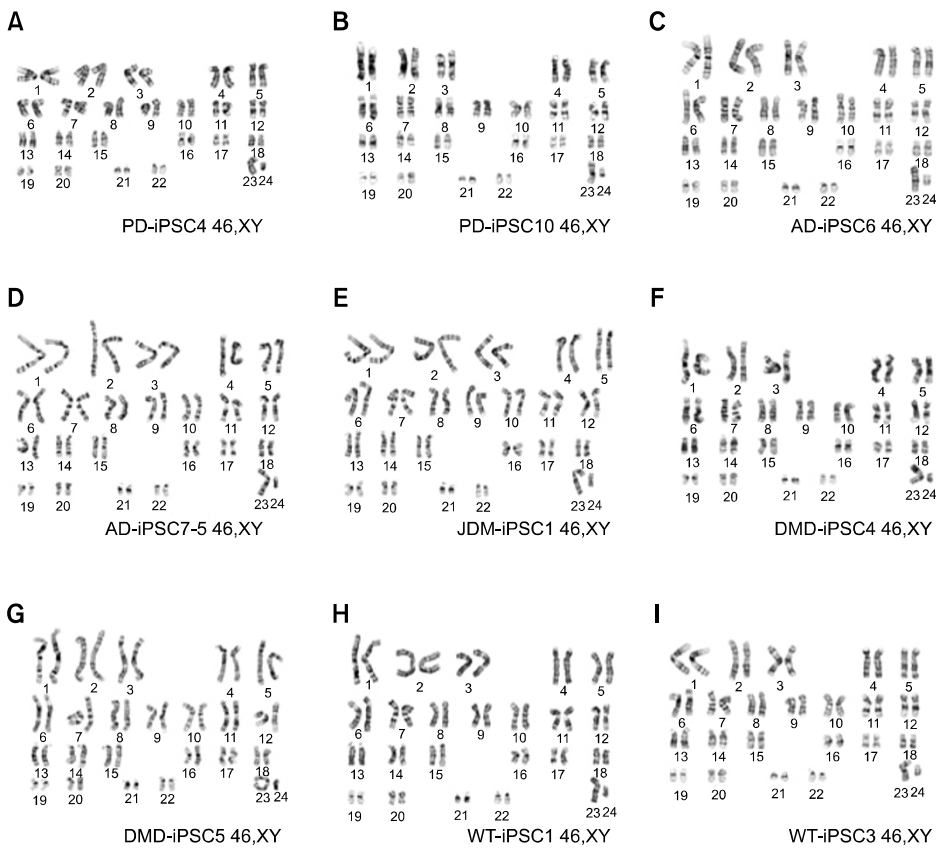 A
1 2 3 4 5
6 7 8 9 10 11 12
13 14 15 16 17 18
19 20 21 22 23 24
PD-iPSC4 46,XY
B
1 2 3 4 5
6 7 8 9 10 11 12
13 14 15 16 17 18
19 20 21 22 23 24
PD-iPSC10 46,XY
C
1 2 3 4 5
6 7 8 9 10 11 12
13 14 15 16 17 18
19 20 21 22 23 24
AD-iPSC6 46,XY
D
1 2 3 4 5
6 7 8 9 10 11 12
13 14 15 16 17 18
19 20 21 22 23 24
AD-iPSC7-5 46,XY
E
1 2 3 4 5
6 7 8 9 10 11 12
13 14 15 16 17 18
19 20 21 22 23 24
JDM-iPSC1 46,XY
F
1 2 3 4 5
6 7 8 9 10 11 12
13 14 15 16 17 18
19 20 21 22 23 24
DMD-iPSC4 46,XY
G
1 2 3 4 5
6 7 8 9 10 11 12
13 14 15 16 17 18
19 20 21 22 23 24
DMD-iPSC5 46,XY
H
1 2 3 4 5
6 7 8 9 10 11 12
13 14 15 16 17 18
19 20 21 22 23 24
WT-iPSC1 46,XY
I
1 2 3 4 5
6 7 8 9 10 11 12
13 14 15 16 17 18
19 20 21 22 23 24
WT-iPSC3 46,XY